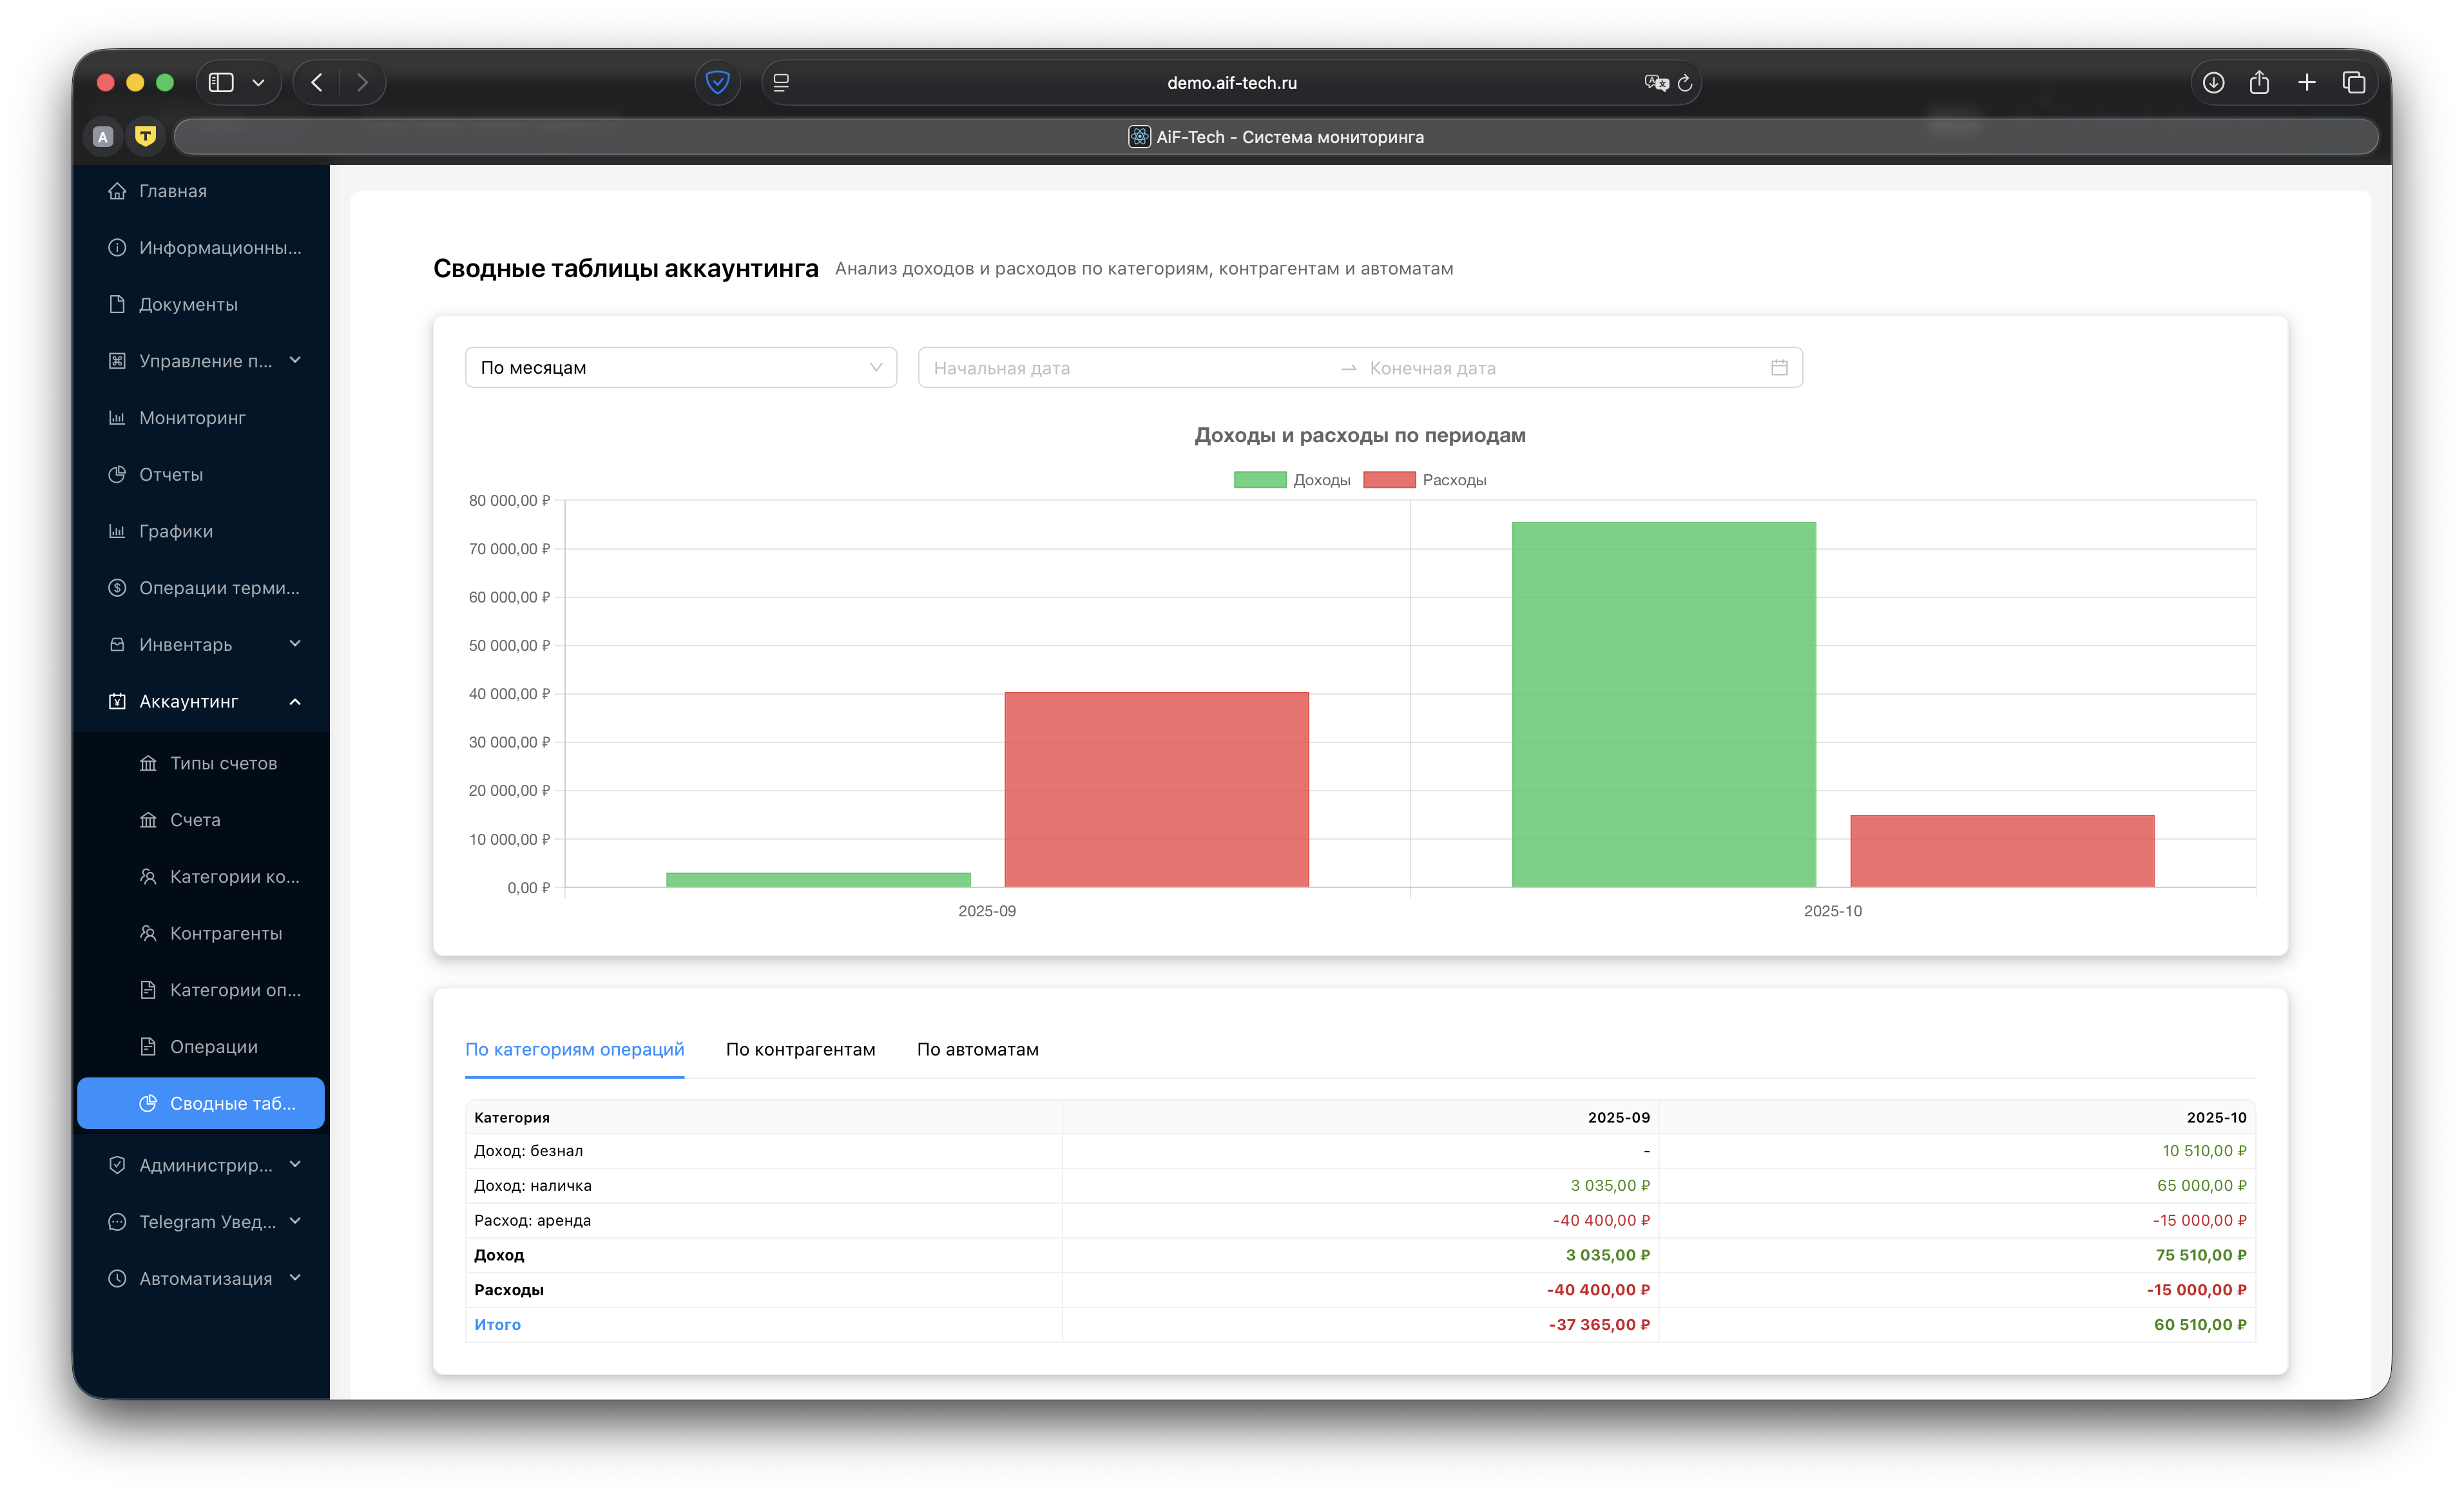 demo.aif-tech.ru
A
T
AiF-Tech - Система мониторинга
Главная
Информационны...
Документы
Управление п...
Мониторинг
Отчеты
Графики
Операции терми...
Инвентарь
Аккаунтинг
Типы счетов
Счета
Категории ко...
Контрагенты
Категории оп...
Операции
Сводные таб...
Администрир...
Telegram Увед...
Автоматизация
Сводные таблицы аккаунтинга Анализ доходов и расходов по категориям, контрагентам и автоматам
По месяцам Начальная дата Конечная дата
Доходы и расходы по периодам
Доходы Расходы
80 000,00 ₽
70 000,00 ₽
60 000,00 ₽
50 000,00 ₽
40 000,00 ₽
30 000,00 ₽
20 000,00 ₽
10 000,00 ₽
0,00 ₽
2025-09 2025-10
По категориям операций По контрагентам По автоматам
Категория 2025-09 2025-10
Доход: безнал - 10 510,00 ₽
Доход: наличка 3 035,00 ₽ 65 000,00 ₽
Расход: аренда -40 400,00 ₽ -15 000,00 ₽
Доход 3 035,00 ₽ 75 510,00 ₽
Расходы -40 400,00 ₽ -15 000,00 ₽
Итого -37 365,00 ₽ 60 510,00 ₽